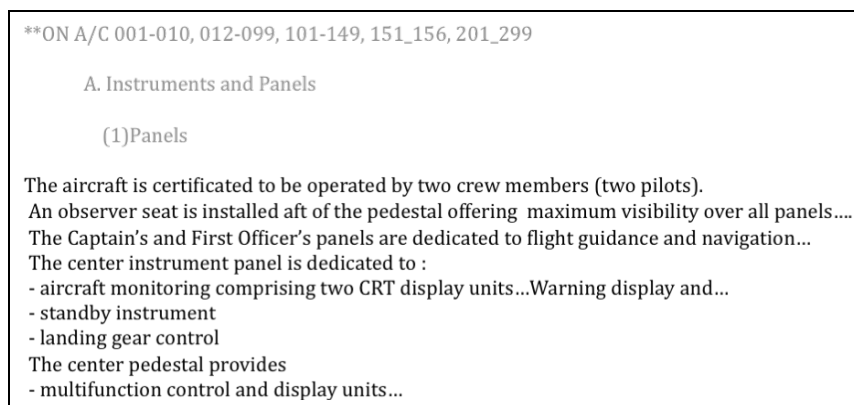 **ON A/C 001-010, 012-099, 101-149, 151_156, 201_299
A. Instruments and Panels
(1)Panels
The aircraft is certificated to be operated by two crew members (two pilots).
An observer seat is installed aft of the pedestal offering maximum visibility over all panels....
The Captain's and First Officer's panels are dedicated to flight guidance and navigation...
The center instrument panel is dedicated to :
- aircraft monitoring comprising two CRT display units...Warning display and...
- standby instrument
- landing gear control
The center pedestal provides
- multifunction control and display units...